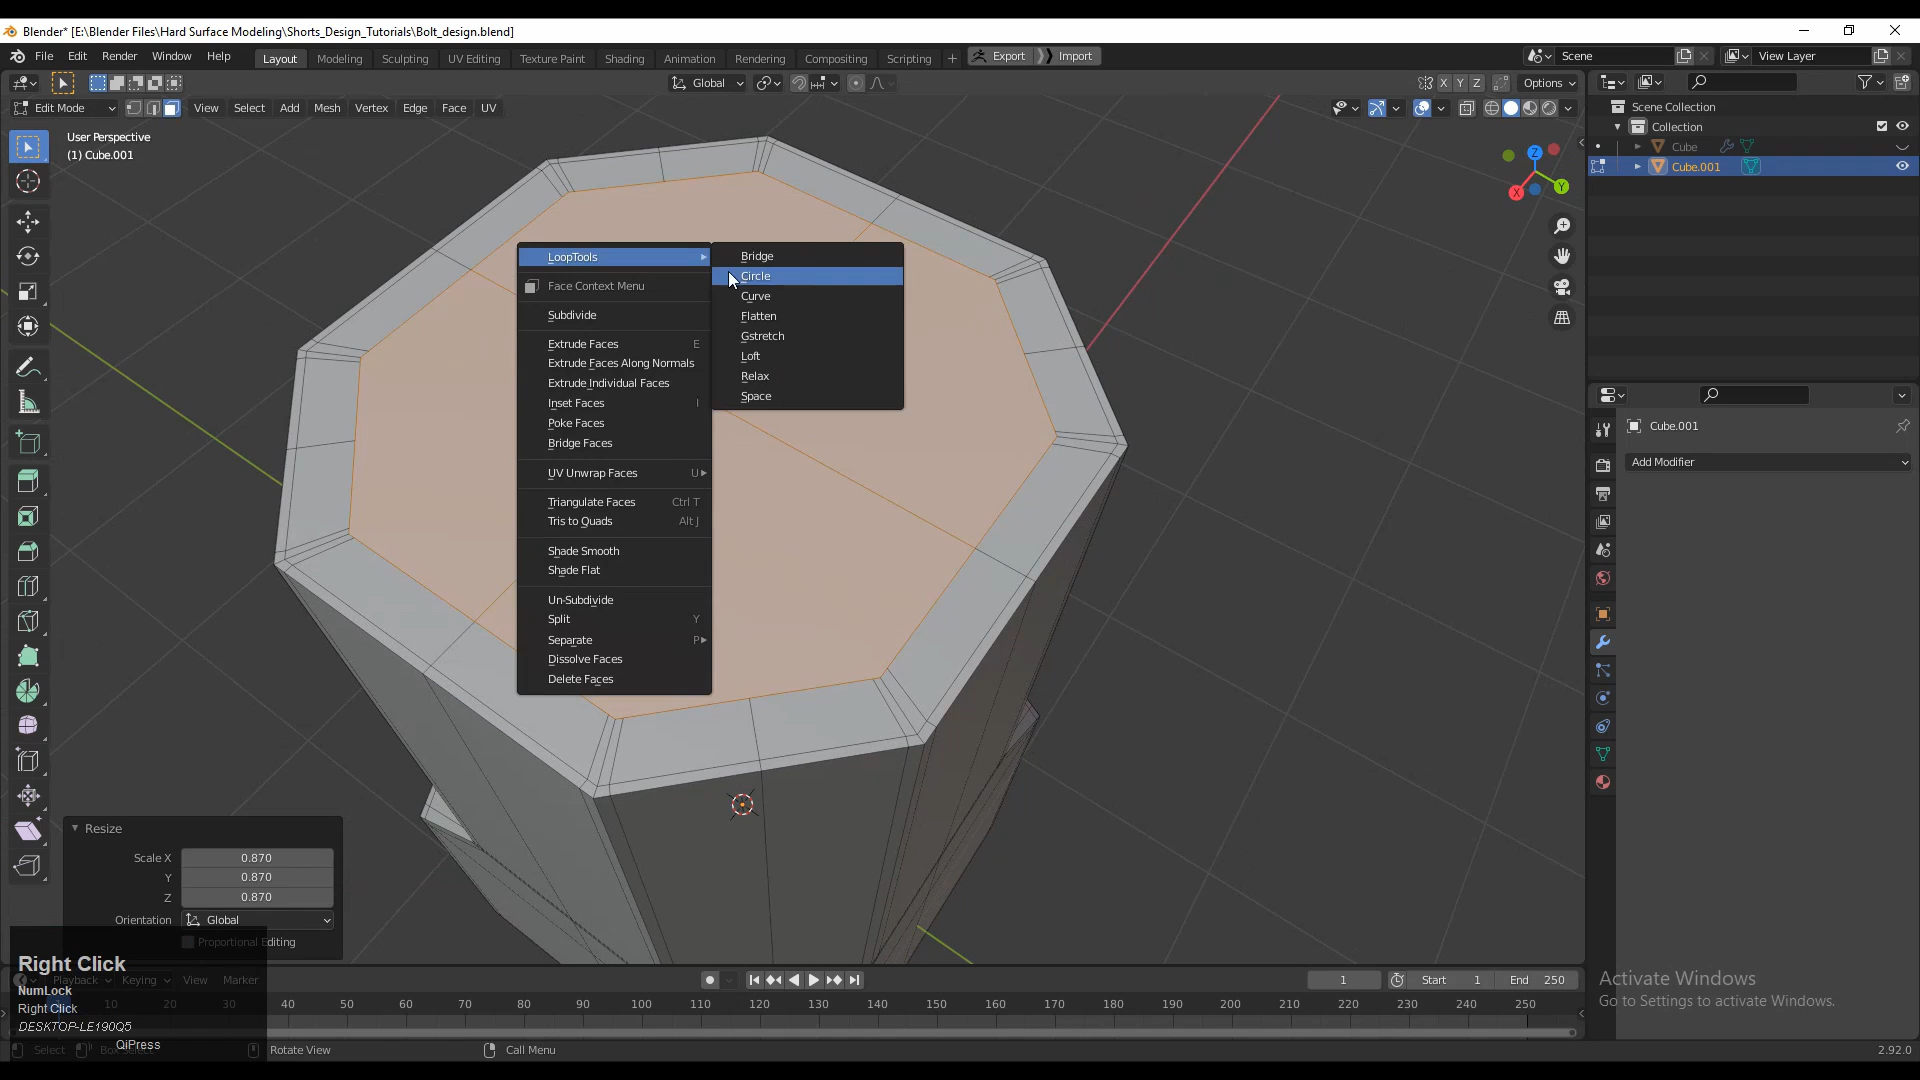 Blender* [E:\Blender Files\Hard Surface Modeling\Shorts_Design_Tutorials\Bolt_design.blend]
File Edit Render Window Help Layout Modeling Sculpting UV Editing Texture Paint Shading Animation Rendering Compositing Scripting + Export Import Scene View Layer
Global X Y Z Options
Edit Mode View Select Add Mesh Vertex Edge Face UV
Scene Collection
Collection
Cube
Cube.001
User Perspective
(1) Cube.001
Z
Y
X
LoopTools
Face Context Menu
Subdivide
Extrude Faces E
Extrude Faces Along Normals
Extrude Individual Faces
Inset Faces I
Poke Faces
Bridge Faces
UV Unwrap Faces U
Triangulate Faces Ctrl T
Tris to Quads Alt J
Shade Smooth
Shade Flat
Un-Subdivide
Split Y
Separate P
Dissolve Faces
Delete Faces
Bridge
Circle
Curve
Flatten
Gstretch
Loft
Relax
Space
Cube.001
Add Modifier
Resize
Scale X 0.870
Y 0.870
Z 0.870
Orientation Global
Proportional Editing
Right Click
NumLock
Right Click
DESKTOP-LE190Q5
QiPress
Playback Keying View Marker
1 Start 1 End 250
10 20 30 40 50 60 70 80 90 100 110 120 130 140 150 160 170 180 190 200 210 220 230 240 250
Select Box Select Rotate View Call Menu
2.92.0
Activate Windows
Go to Settings to activate Windows.